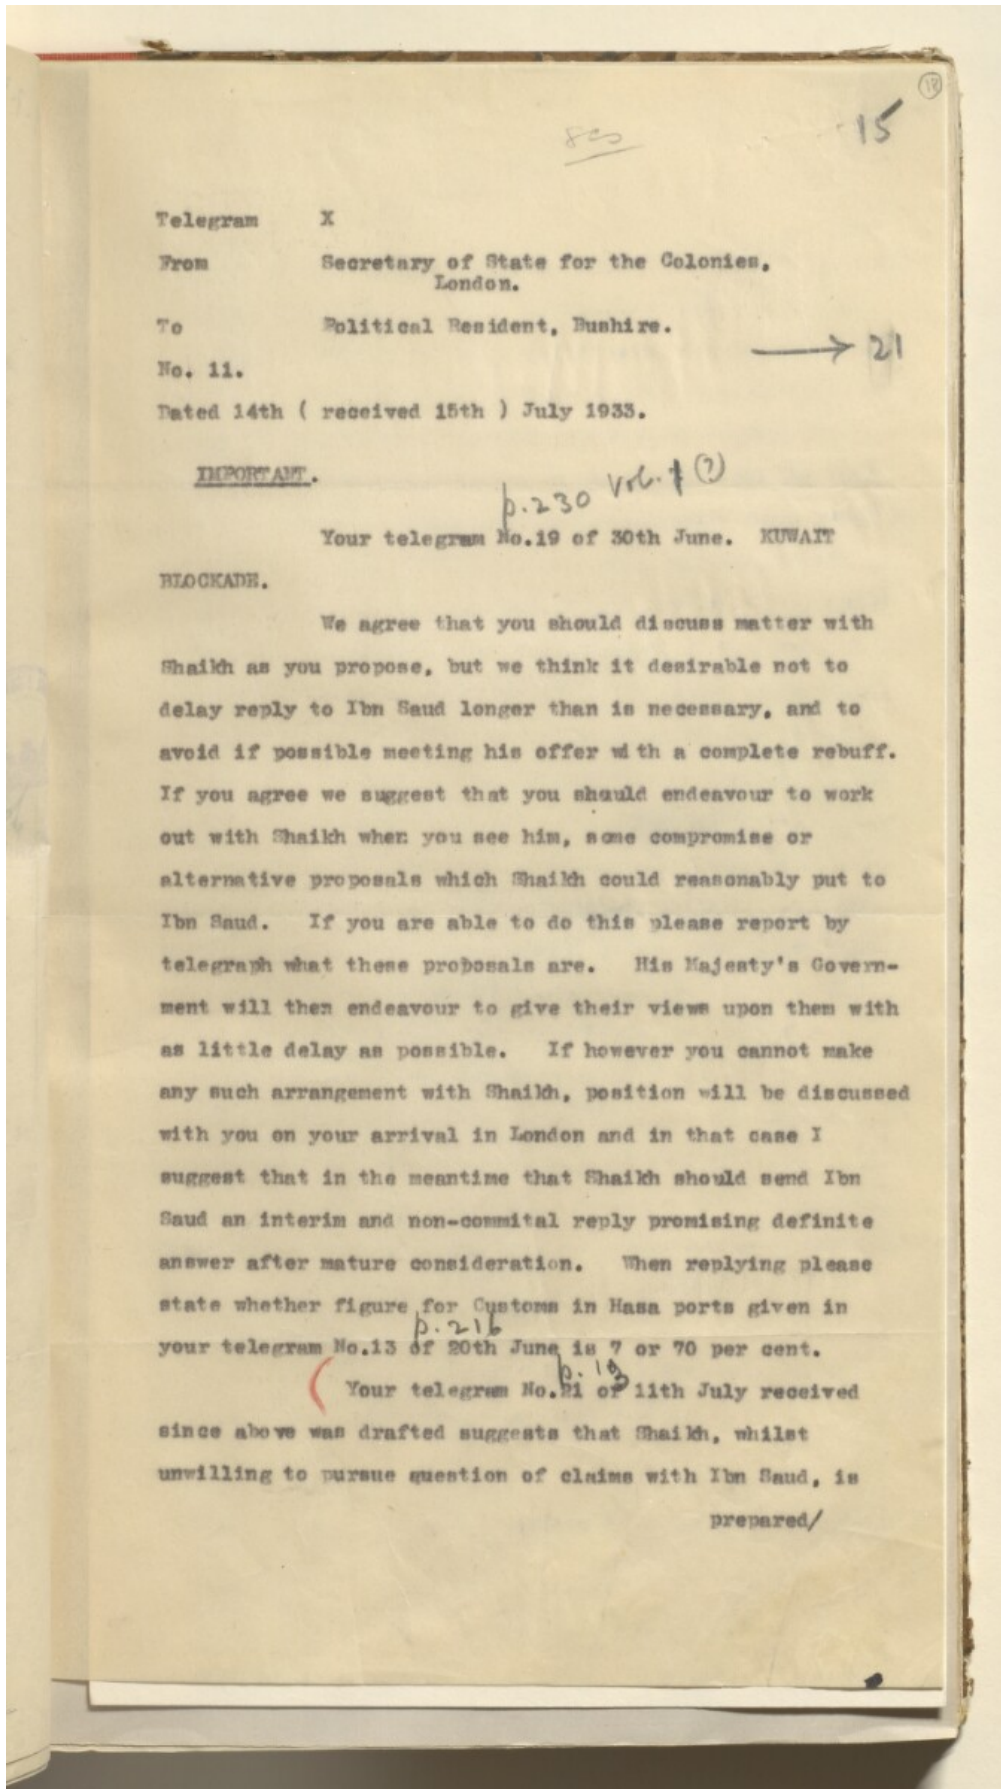 18
15
Telegram X
From Secretary of State for the Colonies,
London.
To Political Resident, Bushire.
→ 21
No. 11.
Dated 14th ( received 15th ) July 1933.
IMPORTANT.
p.230 Vol. 1 (?)
Your telegram No.19 of 30th June. KUWAIT
BLOCKADE.
We agree that you should discuss matter with
Shaikh as you propose, but we think it desirable not to
delay reply to Ibn Saud longer than is necessary, and to
avoid if possible meeting his offer with a complete rebuff.
If you agree we suggest that you should endeavour to work
out with Shaikh when you see him, some compromise or
alternative proposals which Shaikh could reasonably put to
Ibn Saud. If you are able to do this please report by
telegraph what these proposals are. His Majesty's Govern-
ment will then endeavour to give their views upon them with
as little delay as possible. If however you cannot make
any such arrangement with Shaikh, position will be discussed
with you on your arrival in London and in that case I
suggest that in the meantime that Shaikh should send Ibn
Saud an interim and non-commital reply promising definite
answer after mature consideration. When replying please
state whether figure for Customs in Hasa ports given in
p.216
your telegram No.13 of 20th June is 7 or 70 per cent.
p. 13
( Your telegram No.21 of 11th July received
since above was drafted suggests that Shaikh, whilst
unwilling to pursue question of claims with Ibn Saud, is
prepared/